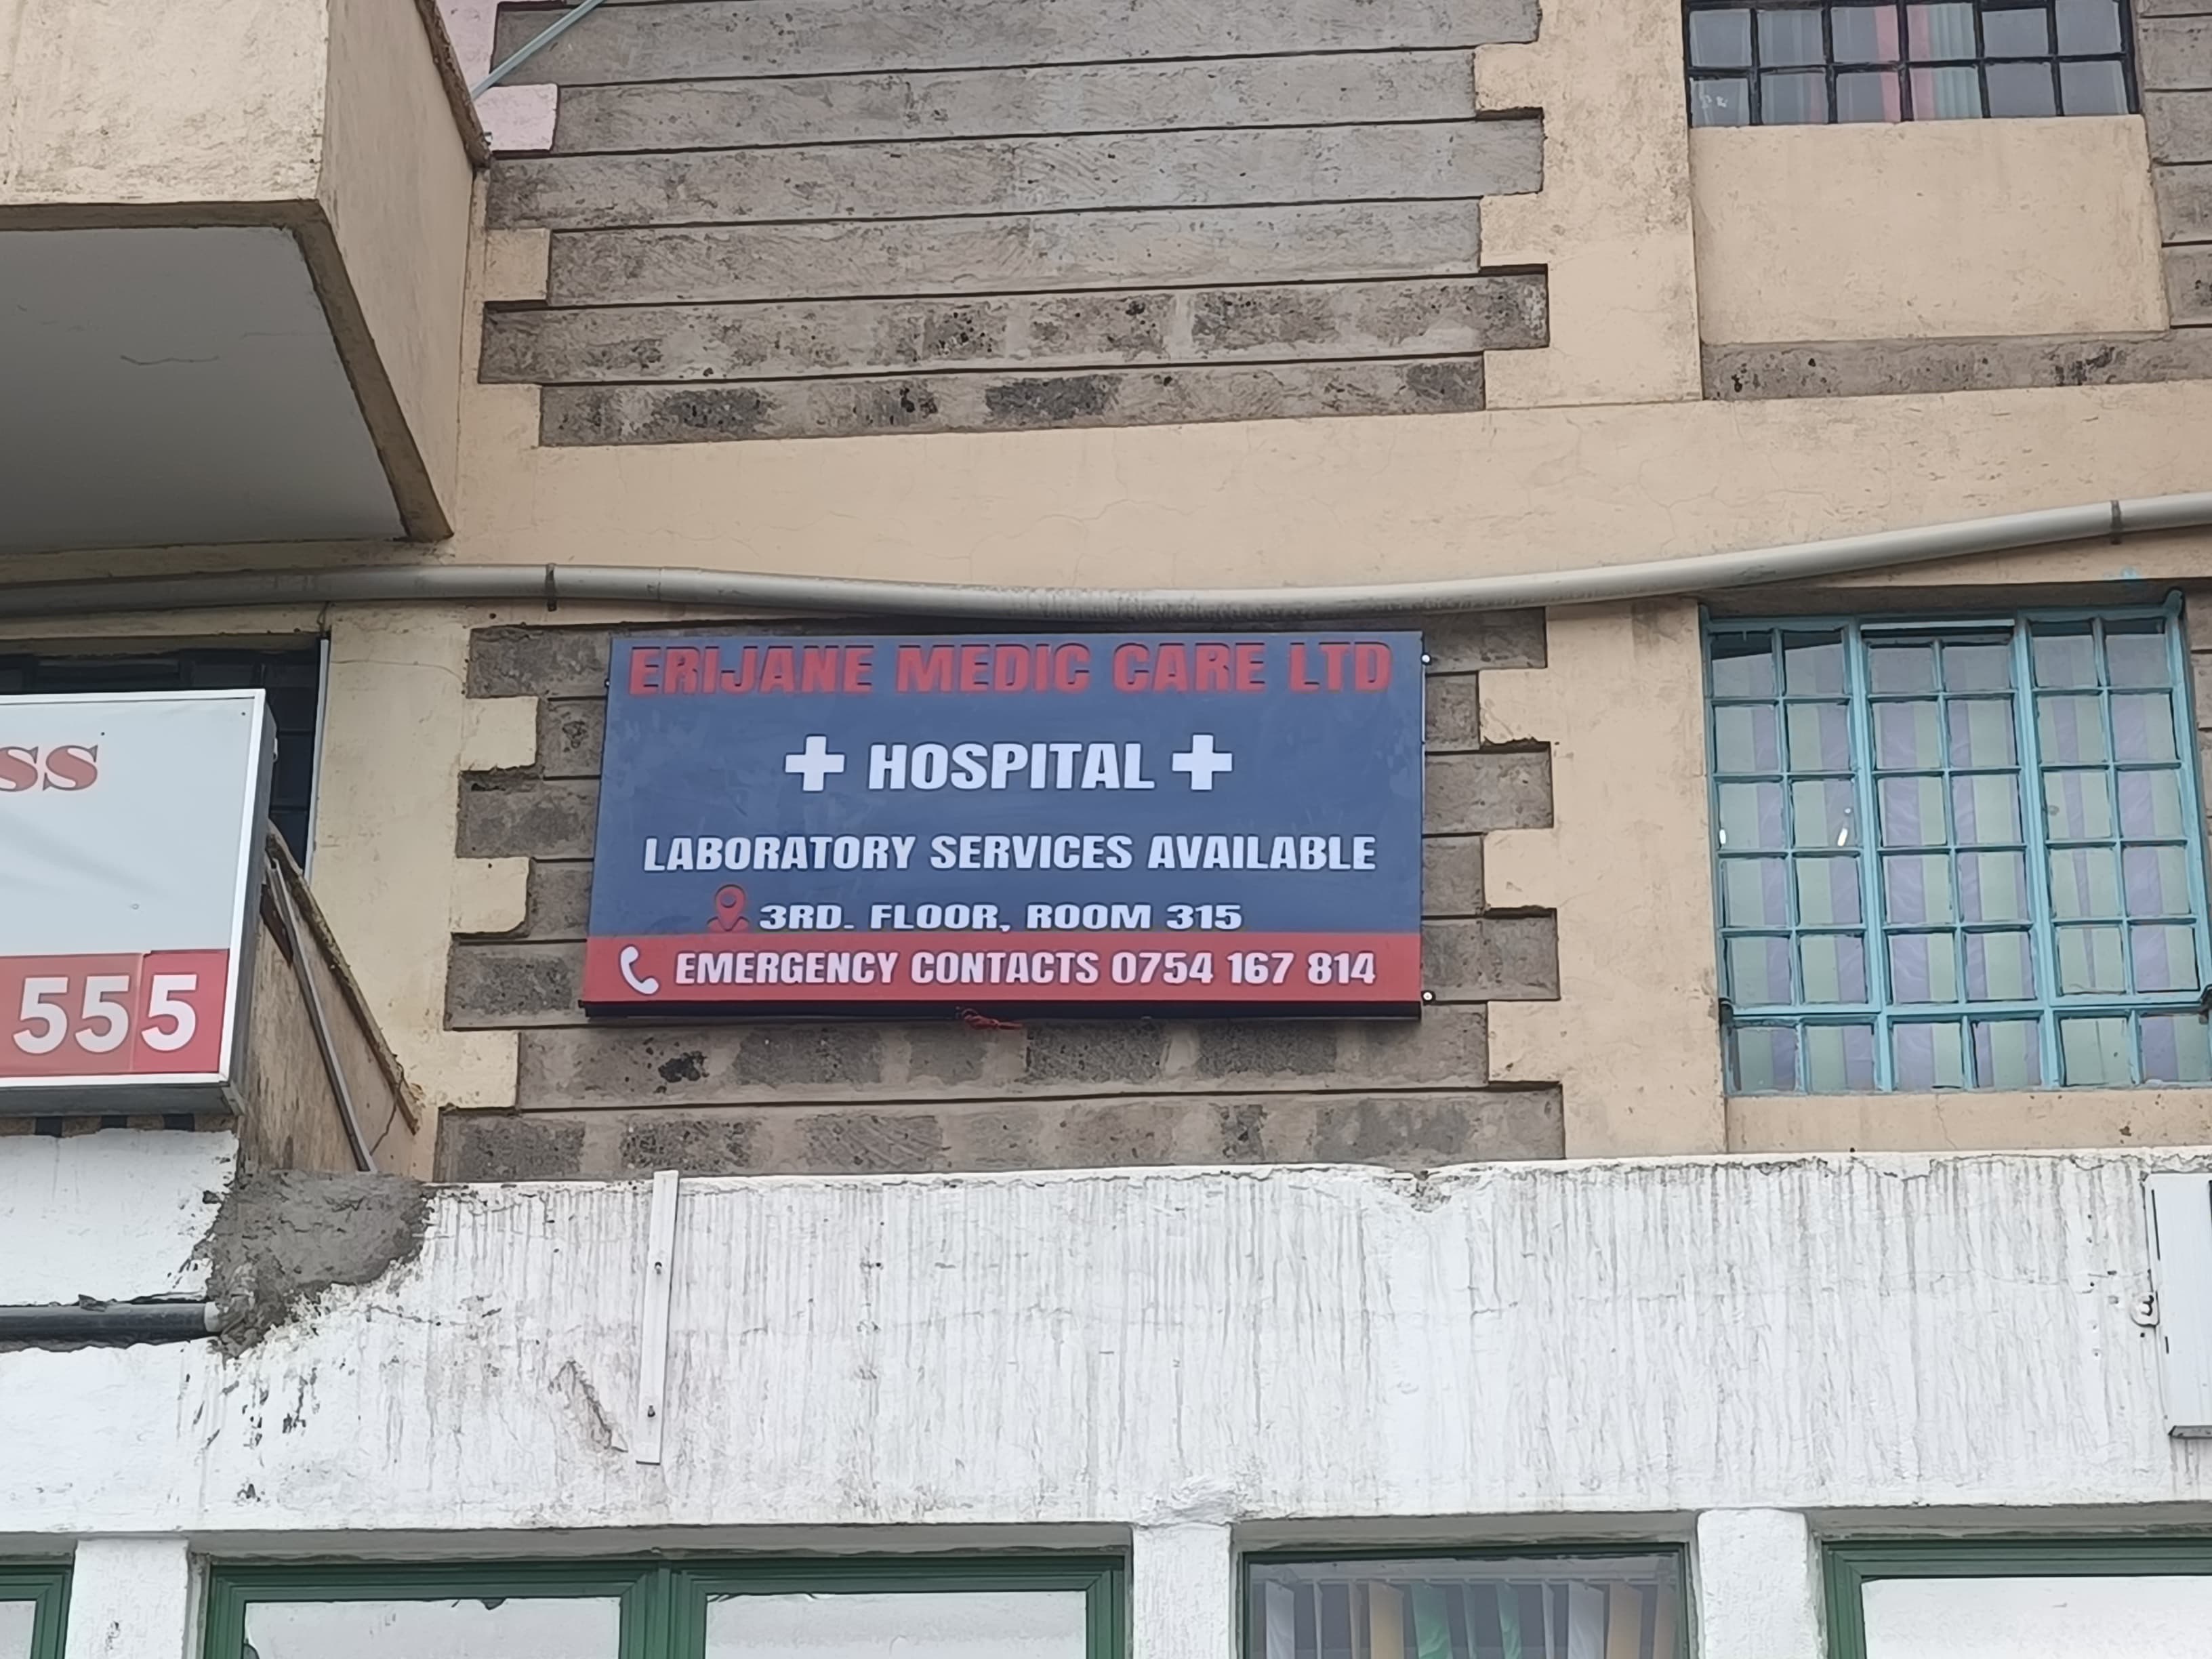 ERIJANE MEDIC CARE LTD
HOSPITAL
LABORATORY SERVICES AVAILABLE
3RD. FLOOR, ROOM 315
EMERGENCY CONTACTS 0754 167 814
ss
555